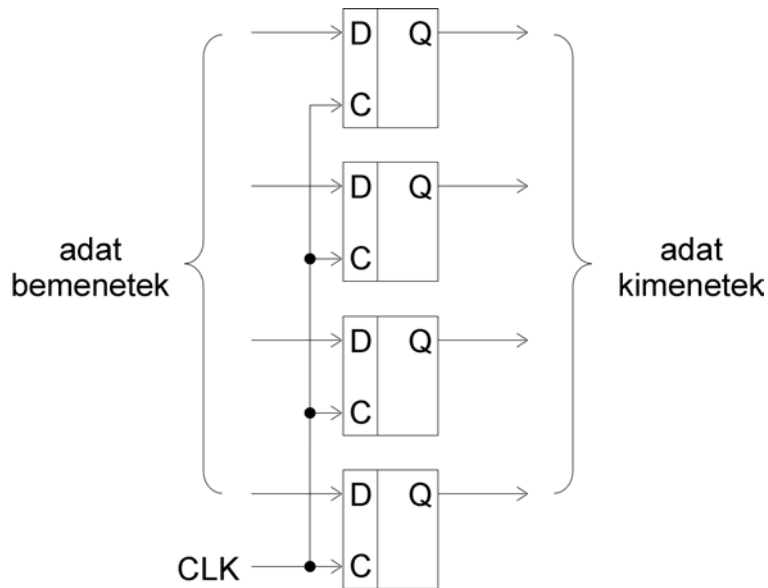 D Q
C
D Q
adat
bemenetek
C
adat
kimenetek
D Q
C
D Q
CLK
C